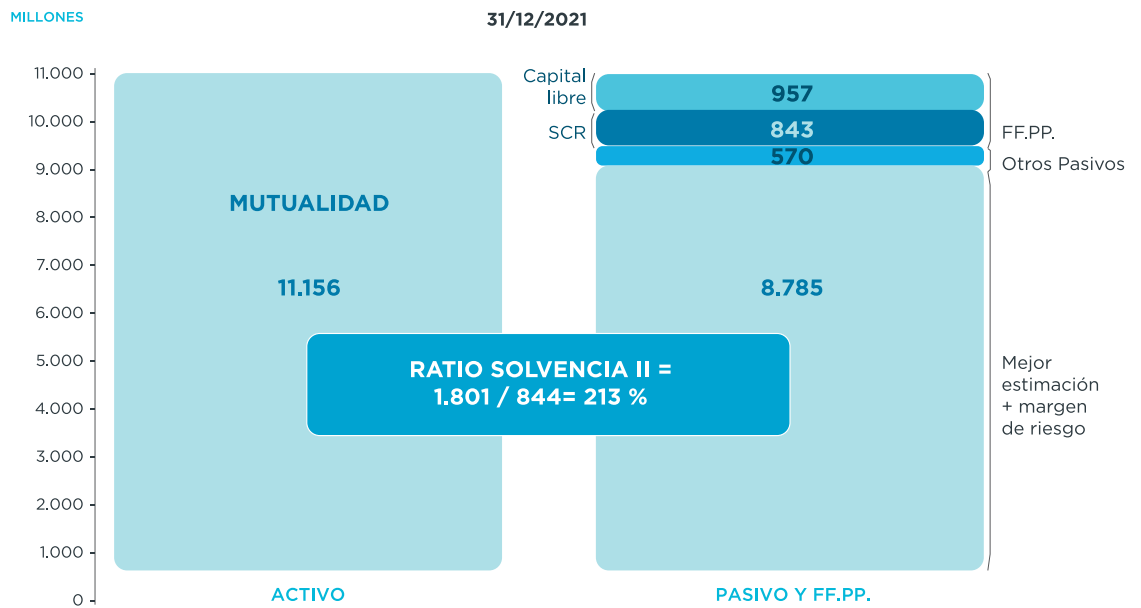 MILLONES
31/12/2021
11.000
10.000
9.000
8.000
7.000
6.000
5.000
4.000
3.000
2.000
1.000
0
MUTUALIDAD
11.156
ACTIVO
Capital
libre
SCR
957
843
570
8.785
PASIVO Y FF.PP.
FF.PP.
Otros Pasivos
Mejor
estimación
+ margen
de riesgo
RATIO SOLVENCIA II =
1.801 / 844= 213 %